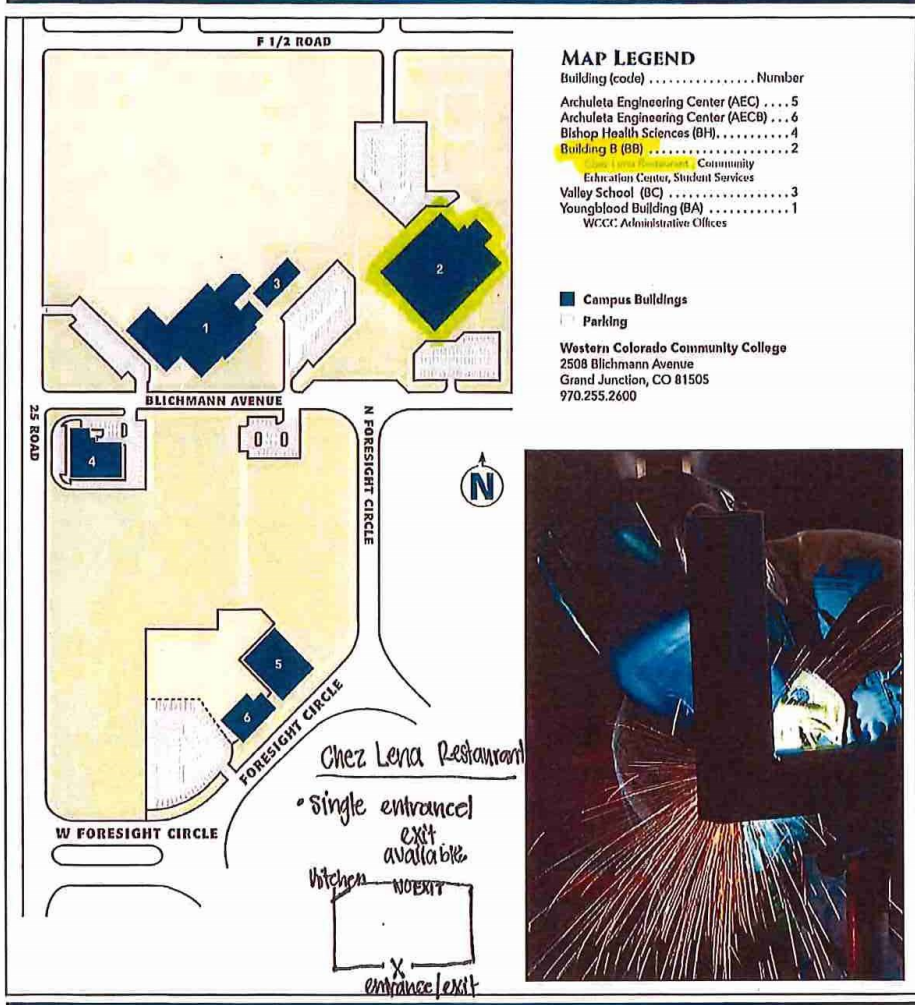 F 1/2 ROAD
2
3
1
BLICHMANN AVENUE
25 ROAD
4
N FORESIGHT CIRCLE
N
5
6
FORESIGHT CIRCLE
W FORESIGHT CIRCLE
MAP LEGEND
Building (code) ............... Number
Archuleta Engineering Center (AEC) .... 5
Archuleta Engineering Center (AECB) ... 6
Bishop Health Sciences (BH).......... 4
Building B (BB) .................... 2
Chez Lena Restaurant, Community
Education Center, Student Services
Valley School (BC) ................. 3
Youngblood Building (BA) ............ 1
WCCC Administrative Offices
Campus Buildings
Parking
Western Colorado Community College
2508 Blichmann Avenue
Grand Junction, CO 81505
970.255.2600
Chez Lena Restaurant
• Single entrance/
exit
available
Kitchen NO EXIT
X
entrance/exit